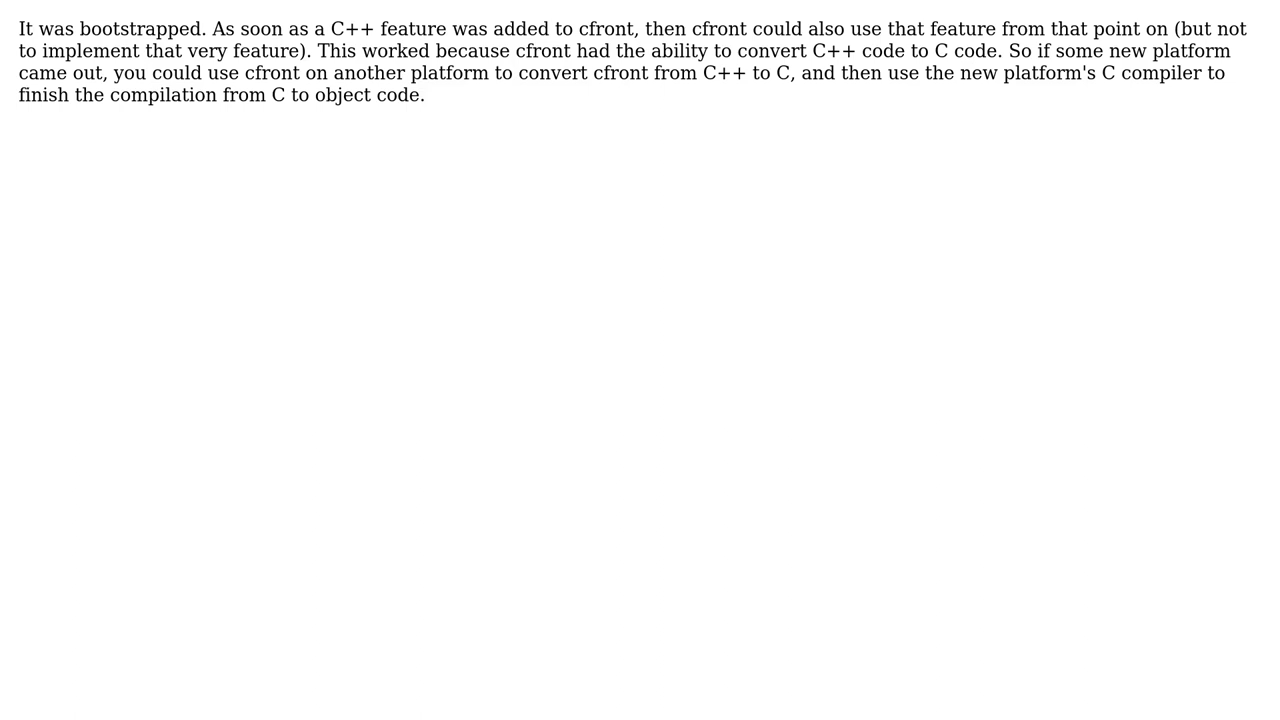 It was bootstrapped. As soon as a C++ feature was added to cfront, then cfront could also use that feature from that point on (but not
to implement that very feature). This worked because cfront had the ability to convert C++ code to C code. So if some new platform
came out, you could use cfront on another platform to convert cfront from C++ to C, and then use the new platform's C compiler to
finish the compilation from C to object code.